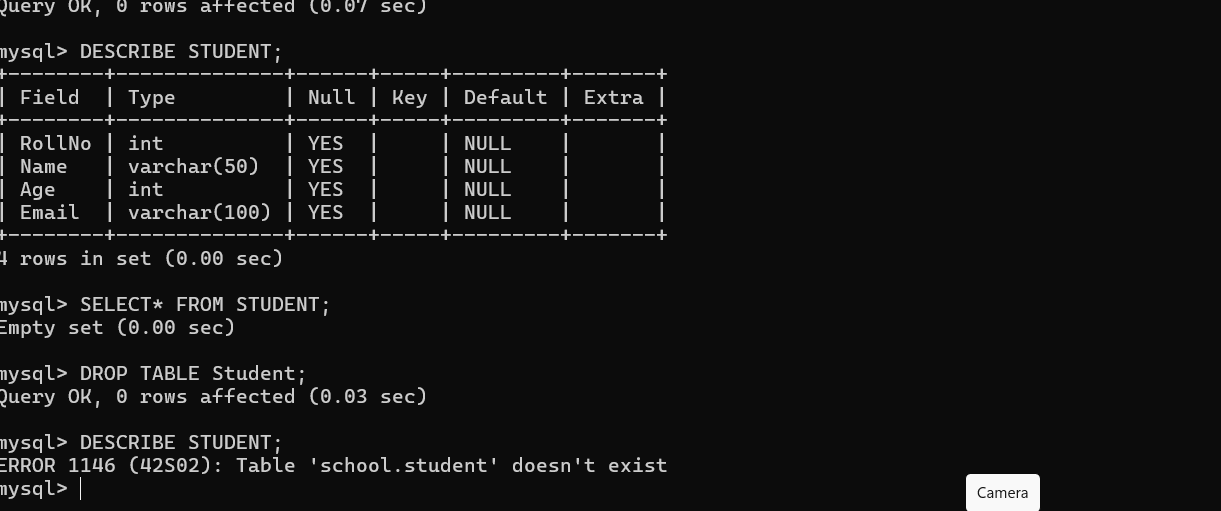 Query OK, 0 rows affected (0.07 sec)
mysql> DESCRIBE STUDENT;
+--------+--------------+------+-----+---------+-------+
| Field  | Type         | Null | Key | Default | Extra |
+--------+--------------+------+-----+---------+-------+
| RollNo | int          | YES  |     | NULL    |       |
| Name   | varchar(50)  | YES  |     | NULL    |       |
| Age    | int          | YES  |     | NULL    |       |
| Email  | varchar(100) | YES  |     | NULL    |       |
+--------+--------------+------+-----+---------+-------+
4 rows in set (0.00 sec)
mysql> SELECT* FROM STUDENT;
Empty set (0.00 sec)
mysql> DROP TABLE Student;
Query OK, 0 rows affected (0.03 sec)
mysql> DESCRIBE STUDENT;
ERROR 1146 (42S02): Table 'school.student' doesn't exist
mysql>
Camera